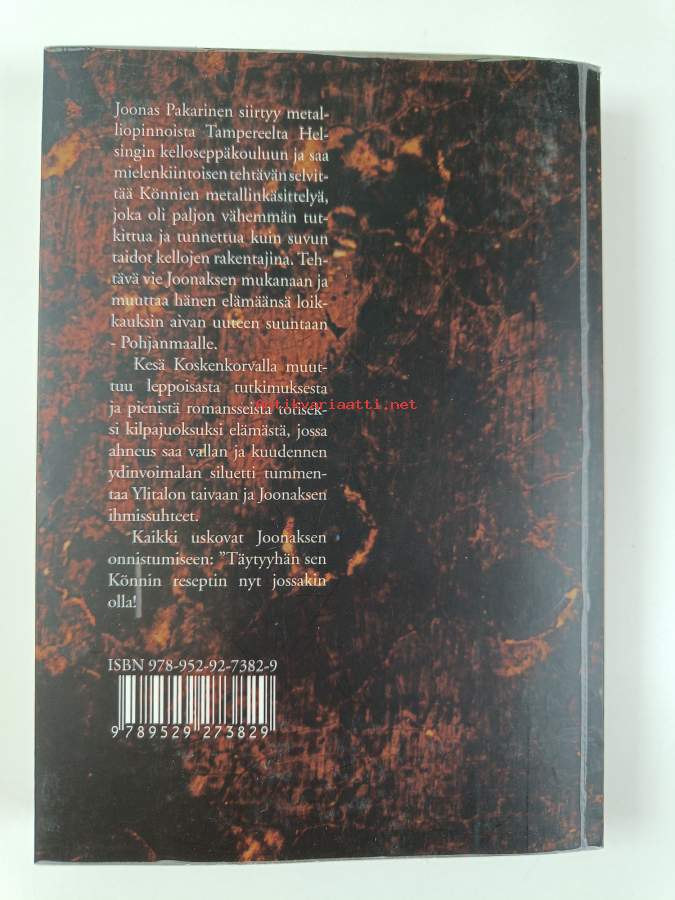 Joonas Pakarinen siirtyy metal-
liopinnoista Tampereelta Hel-
singin kelloseppäkouluun ja saa
mielenkiintoisen tehtävän selvit-
tää Könnien metallinkäsittelyä,
joka oli paljon vähemmän tut-
kittua ja tunnettua kuin suvun
taidot kellojen rakentajina. Teh-
tävä vie Joonaksen mukanaan ja
muuttaa hänen elämäänsä loik-
kauksin aivan uuteen suuhtaan
- Pohjanmaalle.
Kesä Koskenkorvalla muut-
tuu leppoisasta tutkimuksesta
ja pienistä romansseista totisek-
si kilpajuoksuksi elämästä, jossa
ahneus saa vallan ja kuudennen
ydinvoimalan siluetti tummen-
taa Ylitalon taivaan ja Joonaksen
ihmissuhteet.
Kaikki uskovat Joonaksen
onnistumiseen: ”Täytyyhän sen
Könnin reseptin nyt jossakin
olla!
antikvariaatti.net
ISBN 978-952-92-7382-9
9 789529 273829